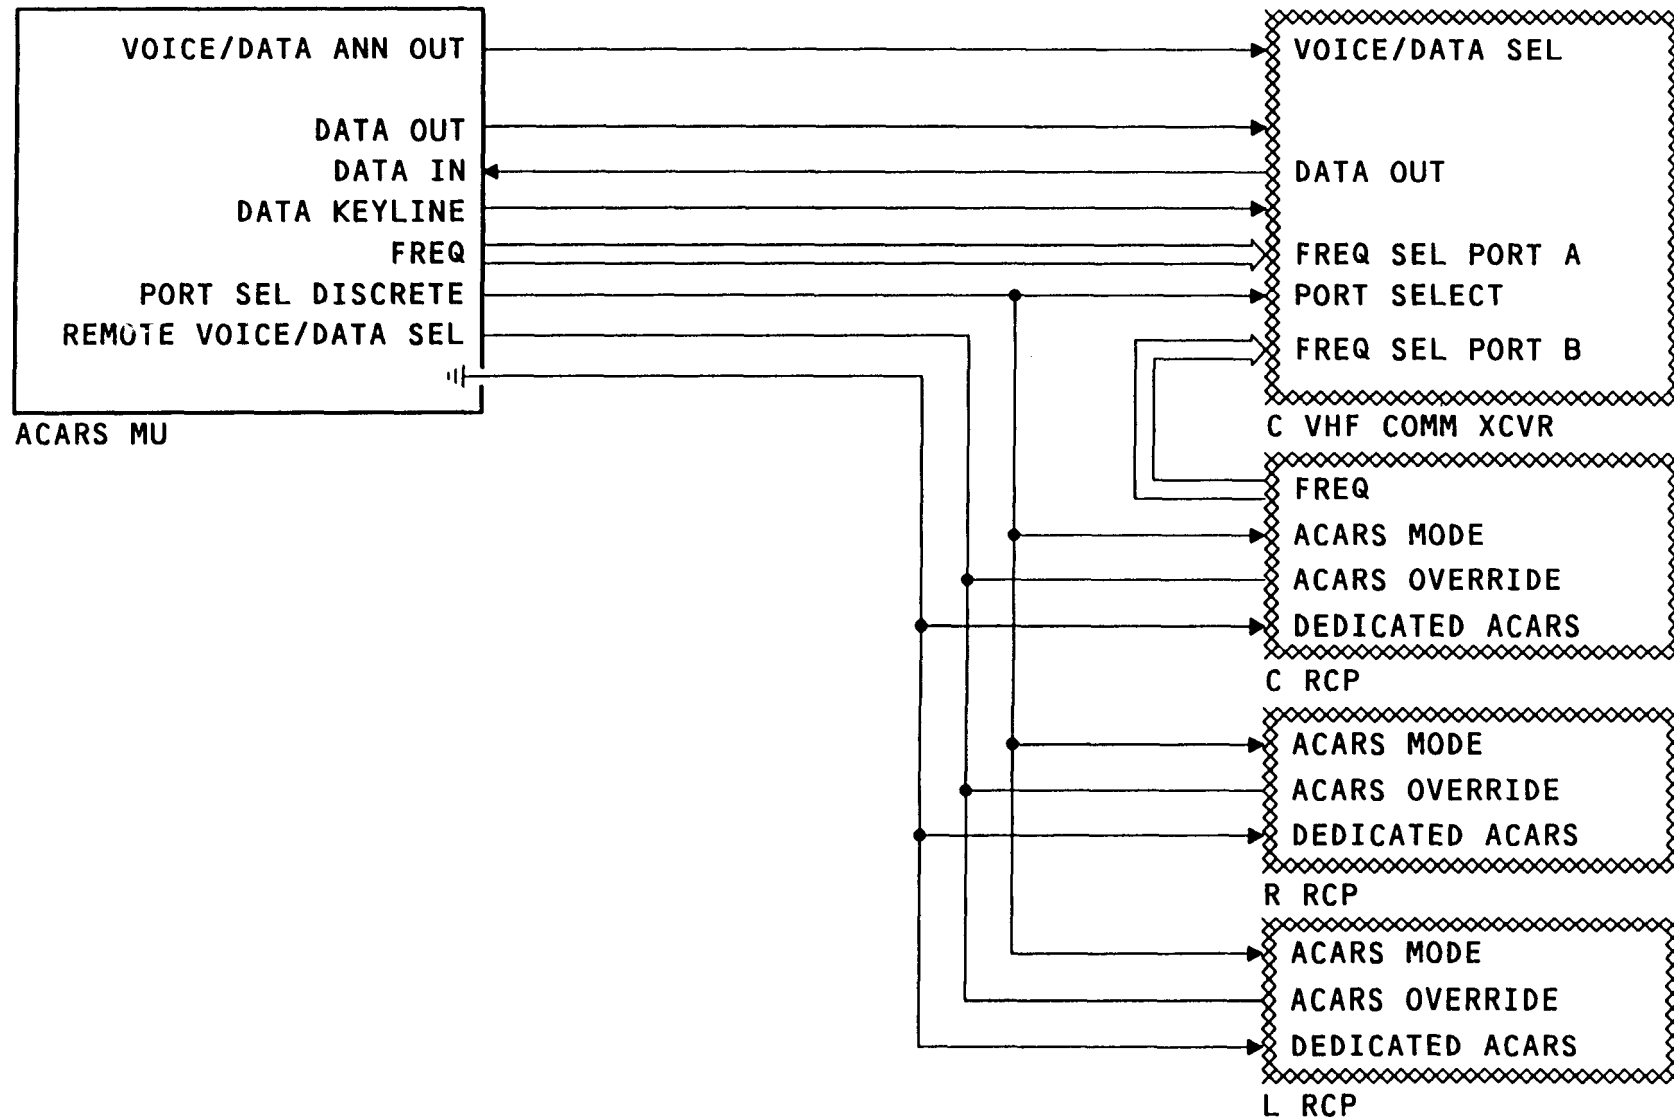 VOICE/DATA ANN OUT
DATA OUT
DATA IN
DATA KEYLINE
FREQ
PORT SEL DISCRETE
REMOTE VOICE/DATA SEL
ACARS MU
VOICE/DATA SEL
DATA OUT
FREQ SEL PORT A
PORT SELECT
FREQ SEL PORT B
C VHF COMM XCVR
FREQ
ACARS MODE
ACARS OVERRIDE
DEDICATED ACARS
C RCP
ACARS MODE
ACARS OVERRIDE
DEDICATED ACARS
R RCP
ACARS MODE
ACARS OVERRIDE
DEDICATED ACARS
L RCP